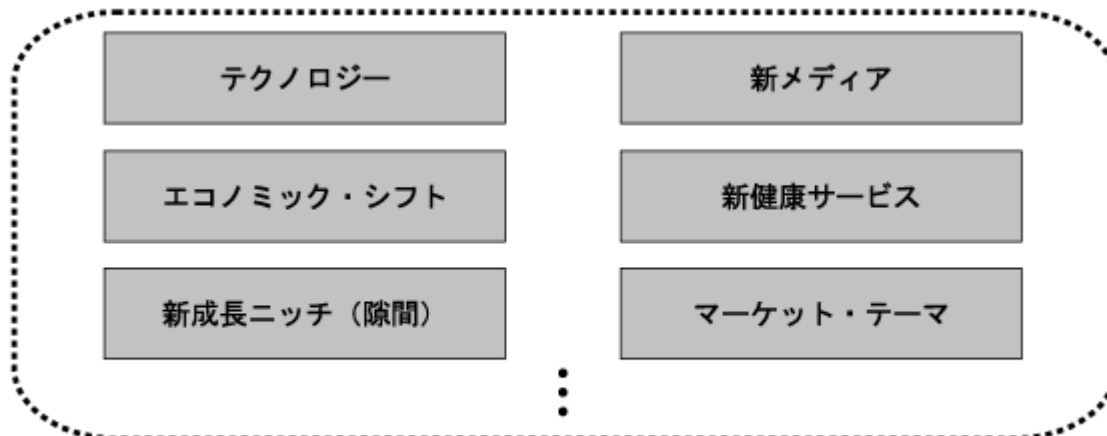 テクノロジー
新メディア
エコノミック・シフト
新健康サービス
新成長ニッチ（隙間）
マーケット・テーマ